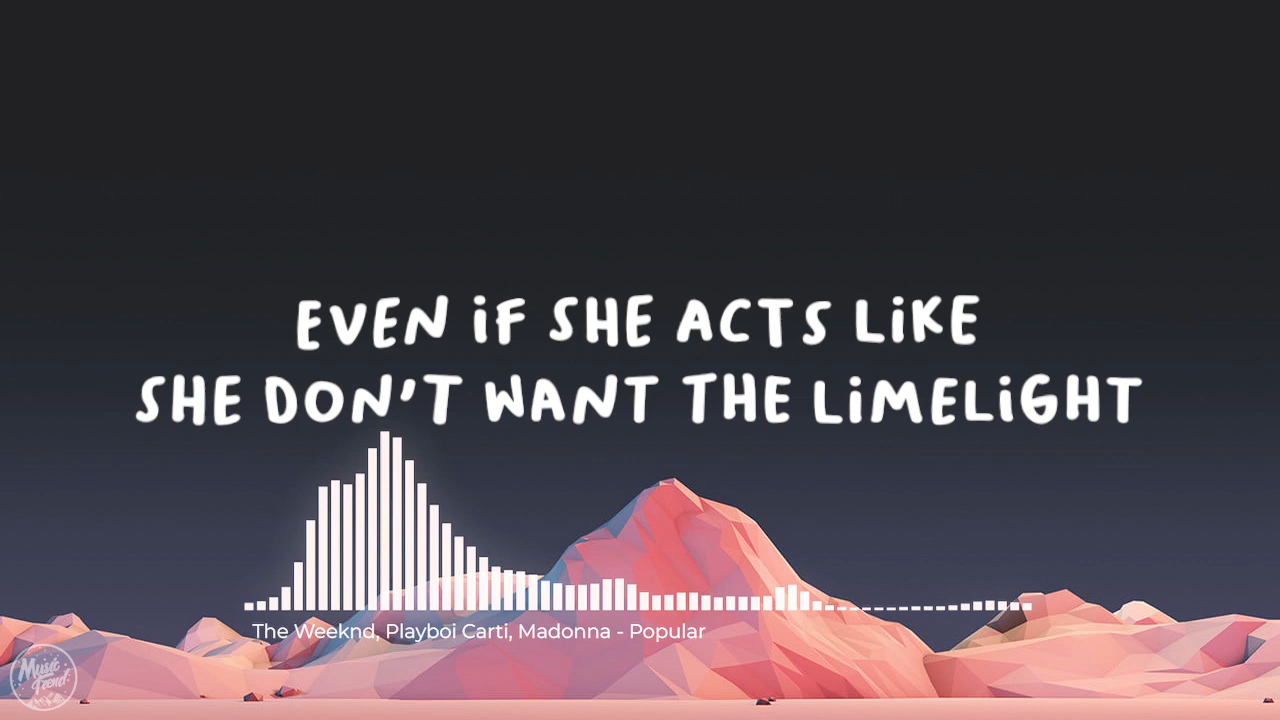 EVEN iF SHE ACTS LiKE
SHE DON'T WANT THE LiMELiGHT
The Weeknd, Playboi Carti, Madonna - Popular
Music
Trend